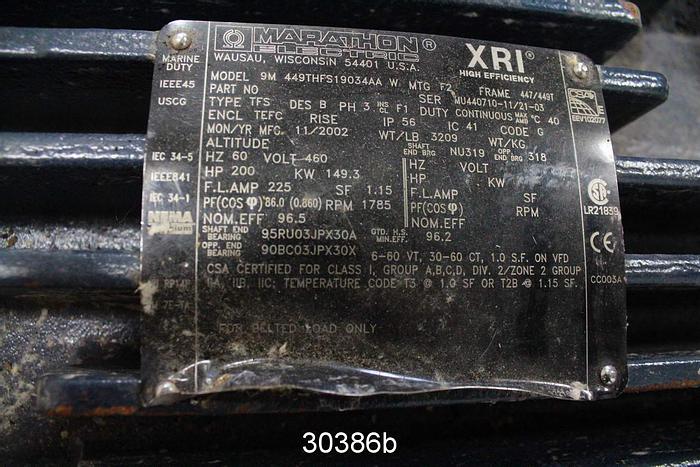 MARATHON ®
ELECTRIC
WAUSAU, WISCONSIN 54401 U.S.A.
XRI®
HIGH EFFICIENCY
MARINE DUTY
IEEE45
USCG
MODEL 9M 449THFS19034AA W MTG F2 FRAME 447/449T
PART NO SER MU440710-11/21-03
TYPE TFS DES B PH 3 INS CL F1 DUTY CONTINUOUS MAX AMB °C 40
ENCL TEFC RISE IP 56 IC 41 CODE G
MON/YR MFG. 11/2002 WT/LB 3209 WT/KG.
ALTITUDE SHAFT END BRG NU319 OPP. END BRG 318
IEC 34-5 HZ 60 VOLT 460 HZ VOLT
IEEE841 HP 200 KW 149.3 HP KW
F.L.AMP 225 SF 1.15 F.L.AMP SF
IEC 34-1 PF(COS φ) 86.0 (0.860) RPM 1785 PF(COS φ) RPM
NEMA NOM.EFF 96.5 NOM.EFF
SHAFT END BEARING 95RU03JPX30A GTD. H.S. MIN.EFF. 96.2
OPP. END BEARING 90BC03JPX30X 6-60 VT, 30-60 CT, 1.0 S.F. ON VFD
CSA CERTIFIED FOR CLASS I, GROUP A,B,C,D, DIV. 2/ZONE 2 GROUP
IIA, IIB, IIC; TEMPERATURE CODE T3 @ 1.0 SF OR T2B @ 1.15 SF.
FOR BELTED LOAD ONLY
EEV102077
LR21839
CE
CC003A
30386b